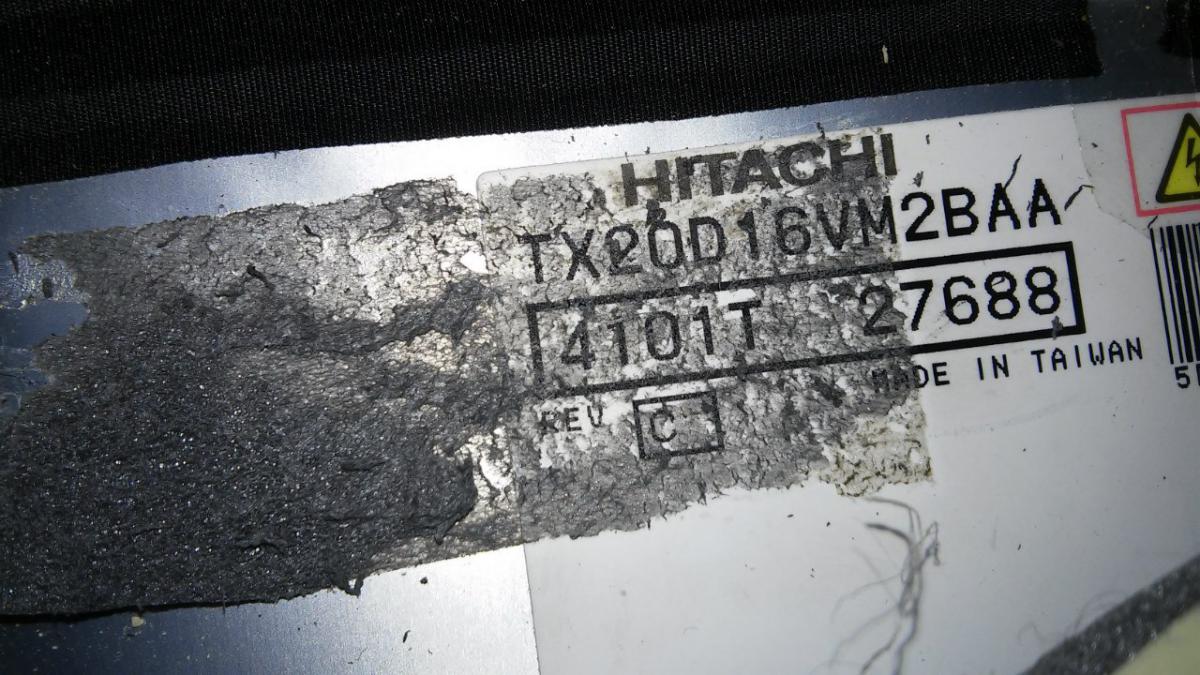 HITACHI
TX20D16VM2BAA
4101T 27688
MADE IN TAIWAN
REV C